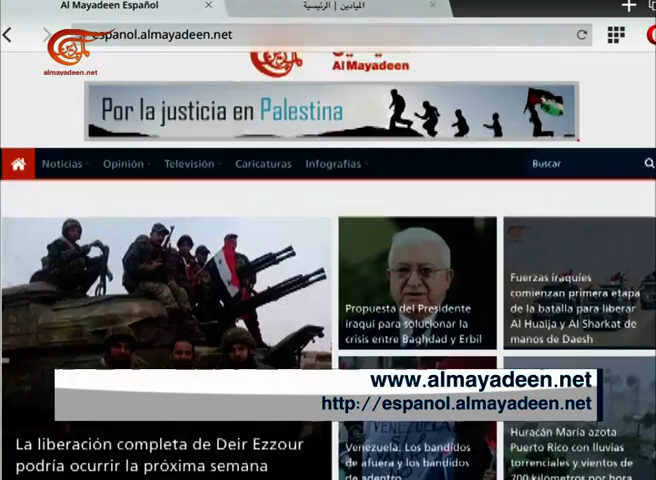 Al Mayadeen Español
الميادين | الرئيسية
espanol.almayadeen.net
almayadeen.net
Al Mayadeen
Por la justicia en Palestina
Noticias
Opinión
Televisión
Caricaturas
Infografías
Buscar
Propuesta del Presidente
iraquí para solucionar la
crisis entre Baghdad y Erbil
Fuerzas iraquíes
comienzan primera etapa
de la batalla para liberar
Al Huaija y Al Sharkat de
manos de Daesh
www.almayadeen.net
http://espanol.almayadeen.net
La liberación completa de Deir Ezzour
podría ocurrir la próxima semana
Venezuela: Los bandidos
de afuera y los bandidos
de adentro
Huracán María azota
Puerto Rico con lluvias
torrenciales y vientos de
200 kilómetros por hora